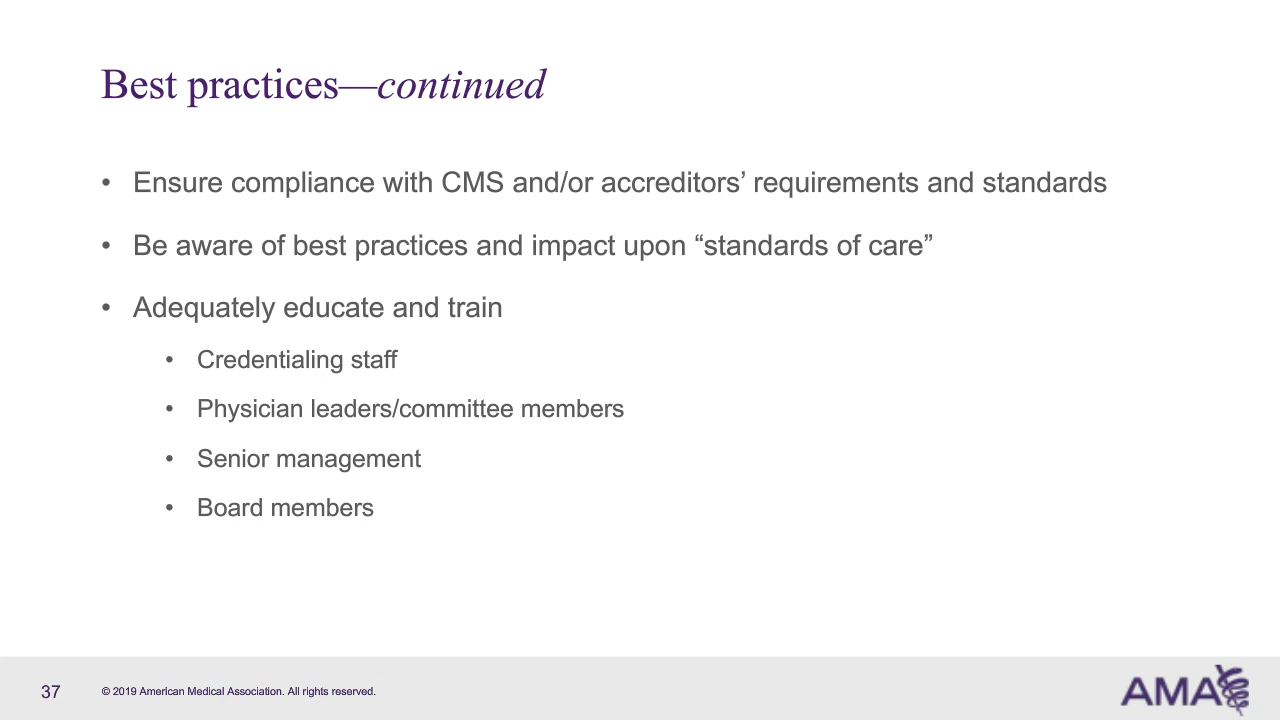 Best practices—continued
• Ensure compliance with CMS and/or accreditors’ requirements and standards
• Be aware of best practices and impact upon “standards of care”
• Adequately educate and train
• Credentialing staff
• Physician leaders/committee members
• Senior management
• Board members
37
© 2019 American Medical Association. All rights reserved.
AMA